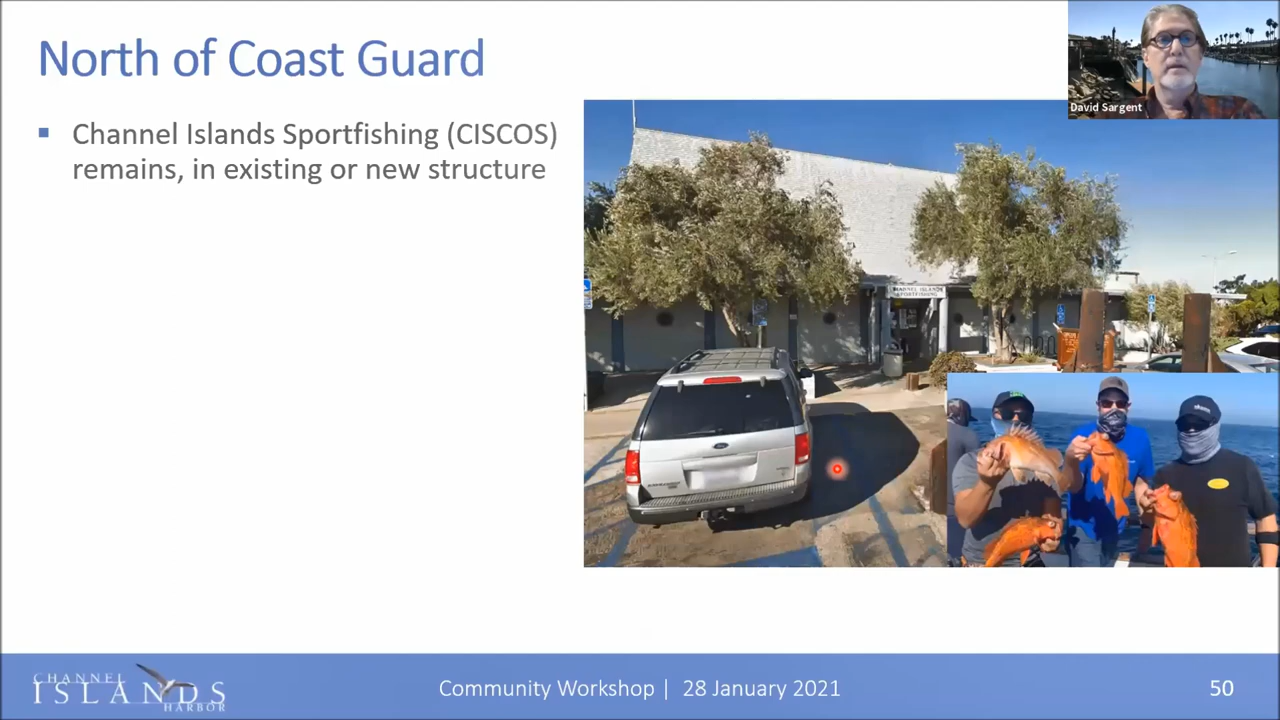 North of Coast Guard
David Sargent
Channel Islands Sportfishing (CISCOS)
remains, in existing or new structure
CHANNEL ISLANDS
SPORTFISHING
CHANNEL
ISLANDS
HARBOR
Community Workshop | 28 January 2021
50